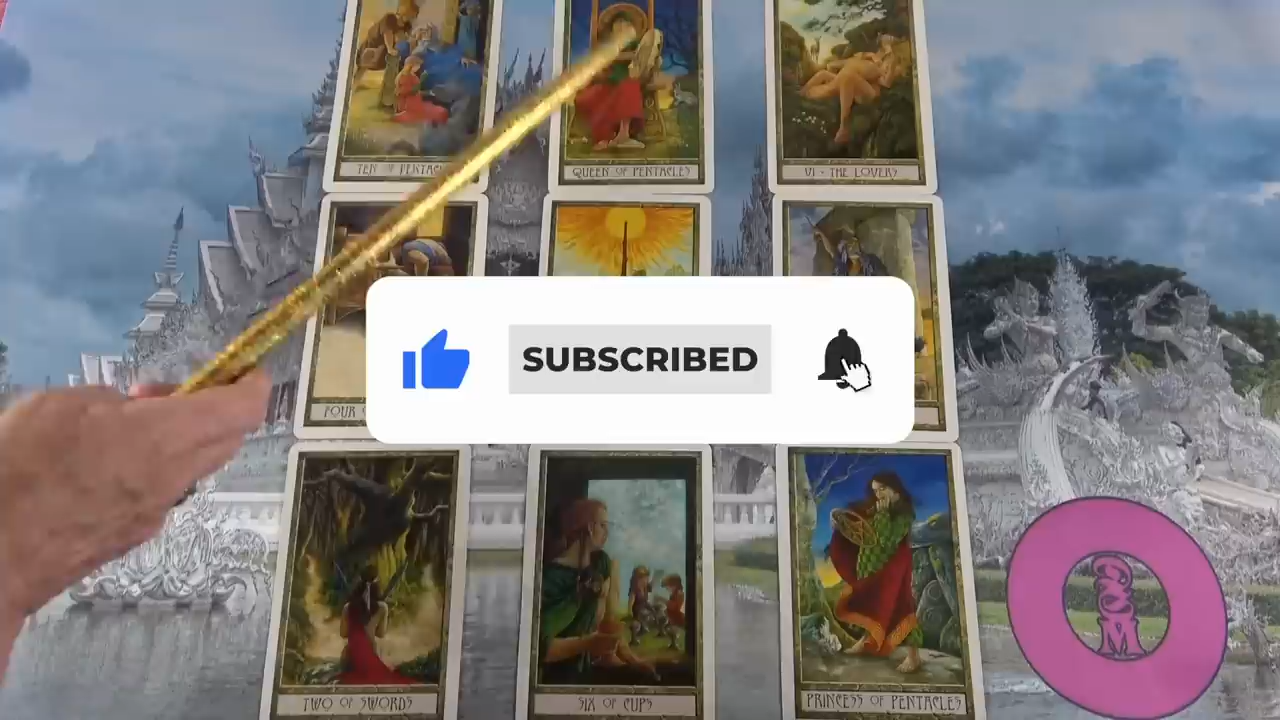 TEN OF PENTACLES
QUEEN OF PENTACLES
VI - THE LOVERS
SUBSCRIBED
FOUR
TWO OF SWORDS
SIX OF CUPS
PRINCESS OF PENTACLES